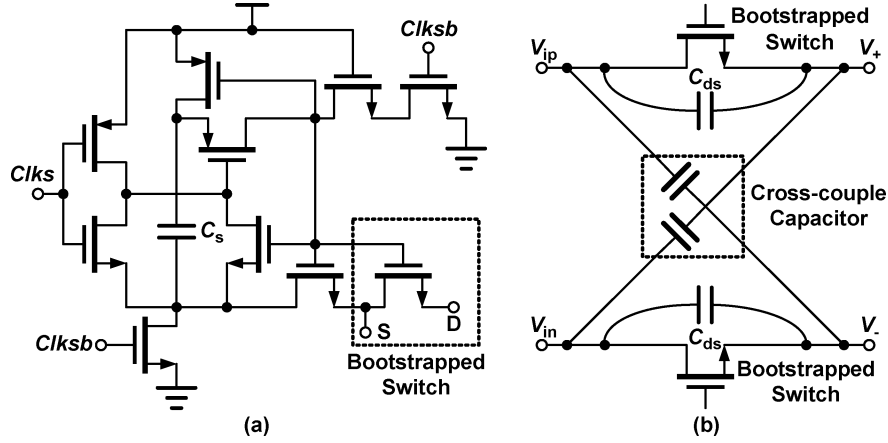 Clksb
Clks
Cs
Clksb
S
D
Bootstrapped
Switch
(a)
Bootstrapped
Switch
Vip
V+
Cds
Cross-couple
Capacitor
Vin
V-
Cds
Bootstrapped
Switch
(b)